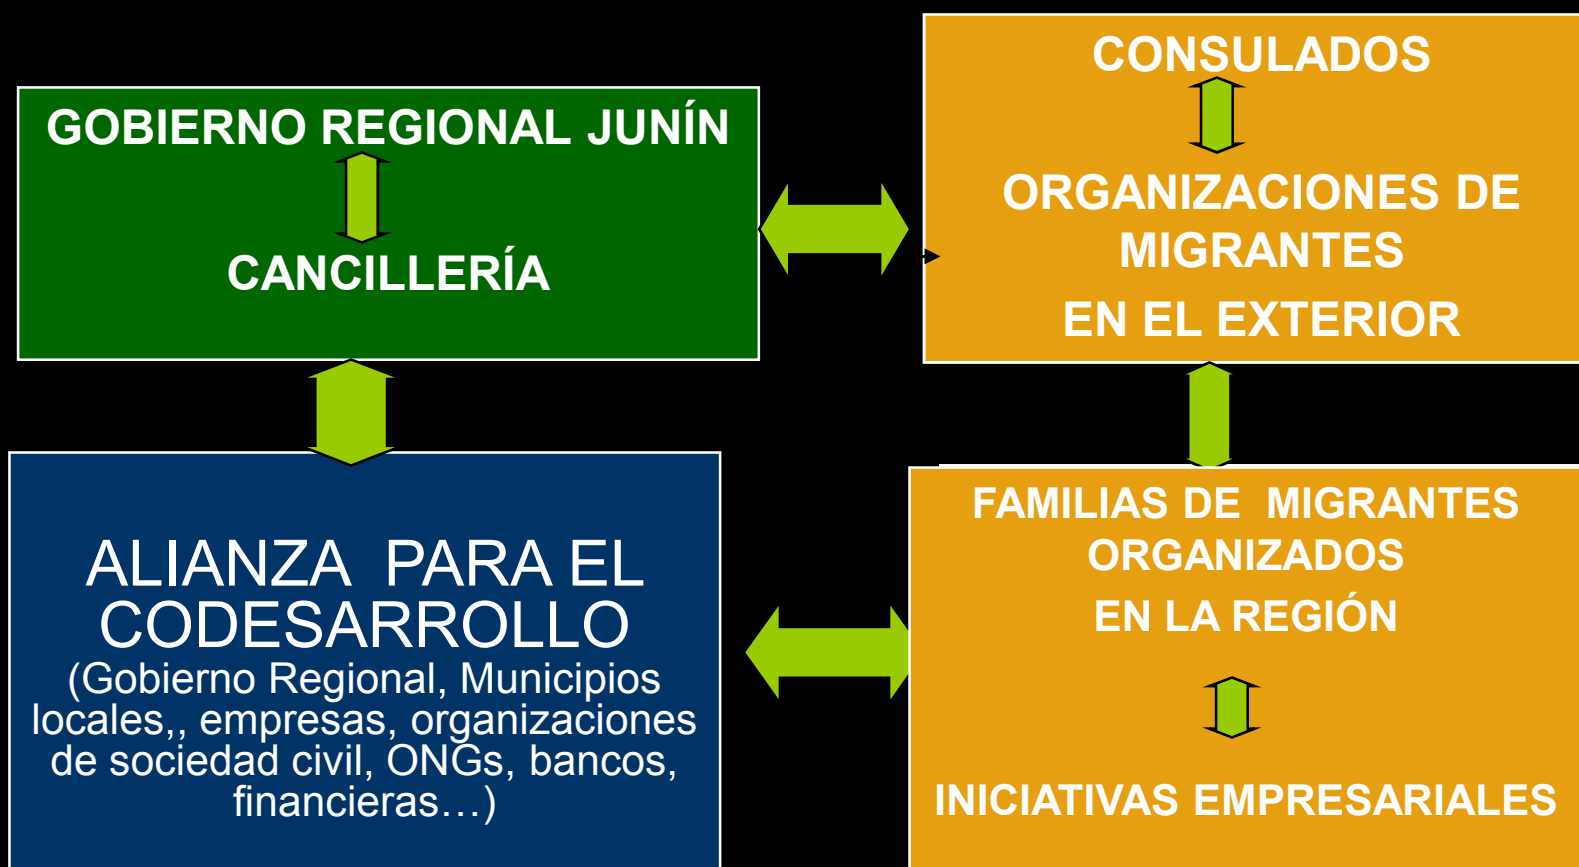 GOBIERNO REGIONAL JUNÍN
CANCILLERÍA
CONSULADOS
ORGANIZACIONES DE
MIGRANTES
EN EL EXTERIOR
ALIANZA PARA EL
CODESARROLLO
(Gobierno Regional, Municipios
locales,, empresas, organizaciones
de sociedad civil, ONGs, bancos,
financieras…)
FAMILIAS DE MIGRANTES
ORGANIZADOS
EN LA REGIÓN
INICIATIVAS EMPRESARIALES